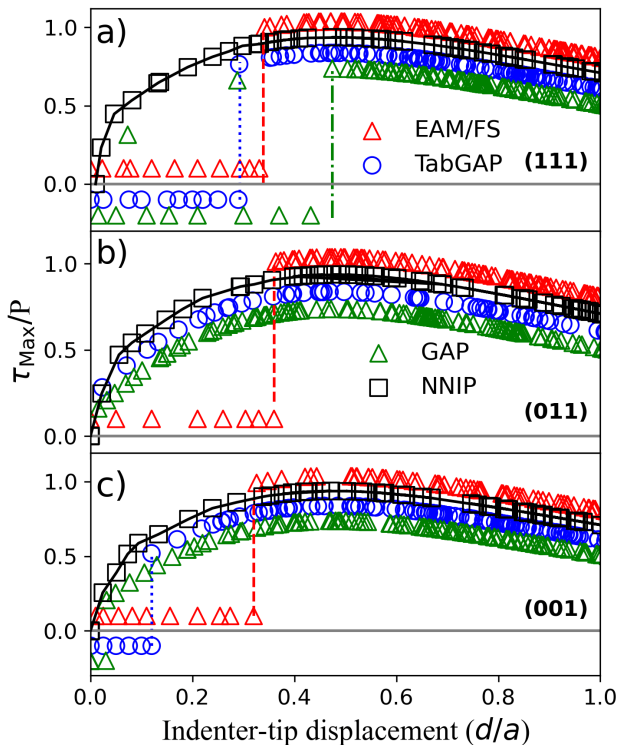 a)
1.0
0.5
0.0
EAM/FS
TabGAP
(111)
b)
1.0
0.5
0.0
GAP
NNIP
(011)
τMax/P
c)
1.0
0.5
0.0
(001)
0.0 0.2 0.4 0.6 0.8 1.0
Indenter-tip displacement (d/a)